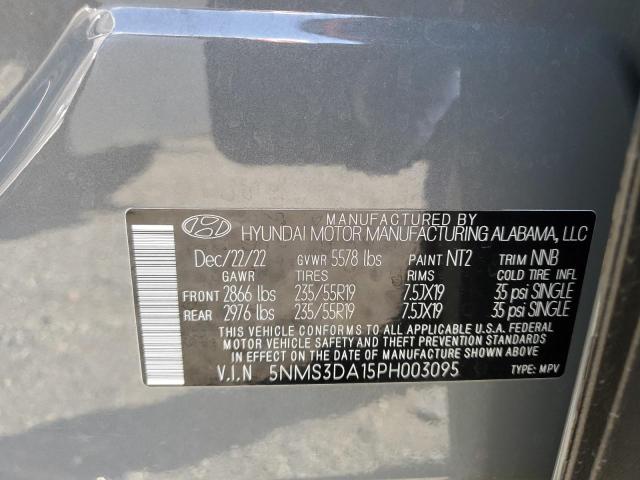 MANUFACTURED BY
HYUNDAI MOTOR MANUFACTURING ALABAMA, LLC
Dec/22/22 GVWR 5578 lbs PAINT NT2 TRIM NNB
GAWR TIRES RIMS COLD TIRE INFL
FRONT 2866 lbs 235/55R19 7.5JX19 35 psi SINGLE
REAR 2976 lbs 235/55R19 7.5JX19 35 psi SINGLE
THIS VEHICLE CONFORMS TO ALL APPLICABLE U.S.A. FEDERAL
MOTOR VEHICLE SAFETY AND THEFT PREVENTION STANDARDS
IN EFFECT ON THE DATE OF MANUFACTURE SHOWN ABOVE.
V.I.N 5NMS3DA15PH003095 TYPE: MPV